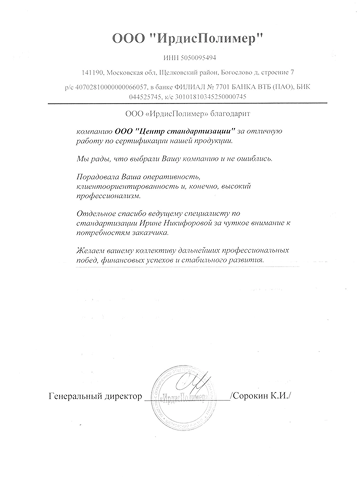 ООО "ИрдисПолимер"
ИНН 5050095494
141190, Московская обл, Щелковский район, Богослово д, строение 7
р/с 40702810000000066057, в банке ФИЛИАЛ № 7701 БАНКА ВТБ (ПАО), БИК
044525745, к/с 30101810345250000745
ООО «ИрдисПолимер» благодарит
компанию ООО "Центр стандартизации" за отличную
работу по сертификации нашей продукции.
Мы рады, что выбрали Вашу компанию и не ошиблись.
Порадовала Ваша оперативность,
клиентоориентированность и, конечно, высокий
профессионализм.
Отдельное спасибо ведущему специалисту по
стандартизации Ирине Никифоровой за чуткое внимание к
потребностям заказчика.
Желаем вашему коллективу дальнейших профессиональных
побед, финансовых успехов и стабильного развития.
Генеральный директор /Сорокин К.И./
«ИрдисПолимер»